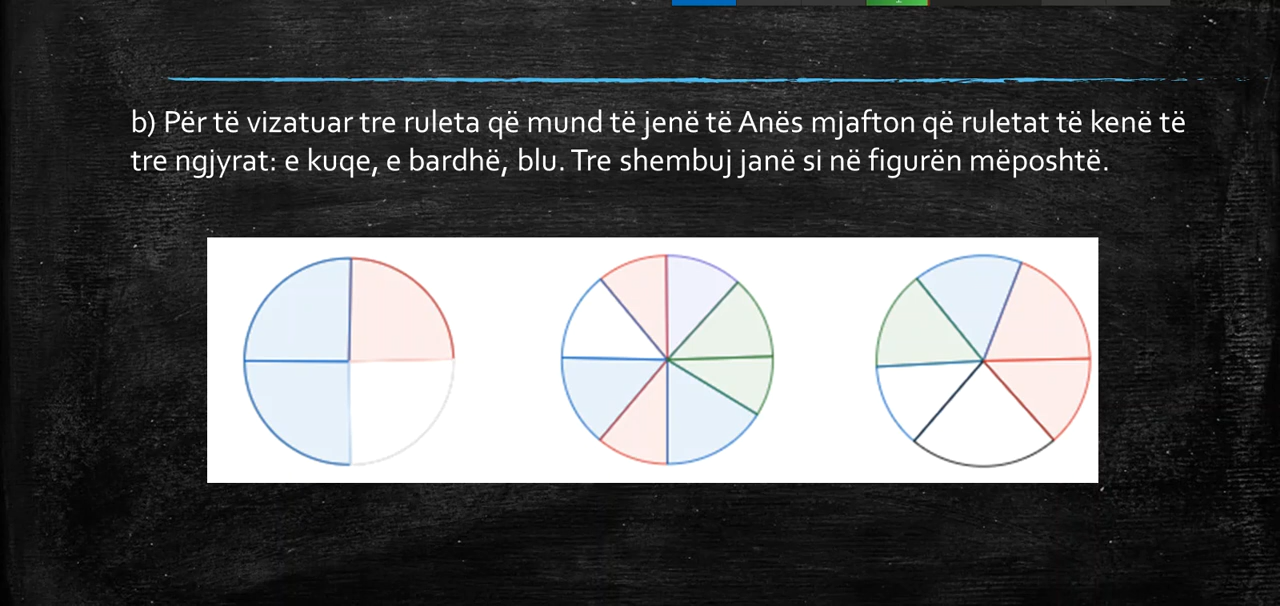 b) Për të vizatuar tre ruleta që mund të jenë të Anës mjafton që ruletat të kenë të
tre ngjyrat: e kuqe, e bardhë, blu. Tre shembuj janë si në figurën mëposhtë.